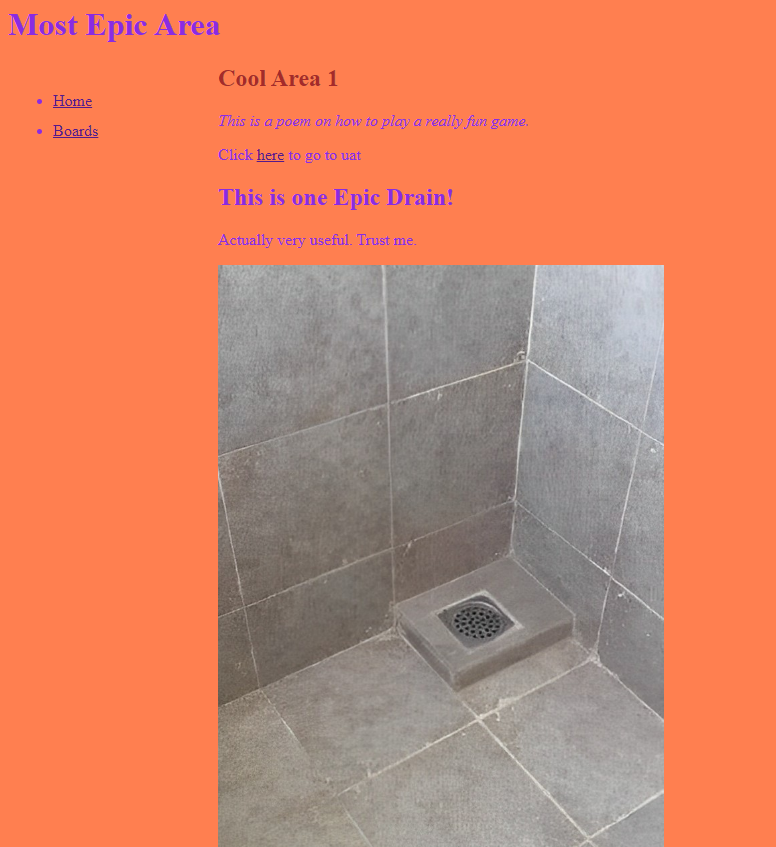 Most Epic Area
Home
Boards
Cool Area 1
This is a poem on how to play a really fun game.
Click here to go to uat
This is one Epic Drain!
Actually very useful. Trust me.